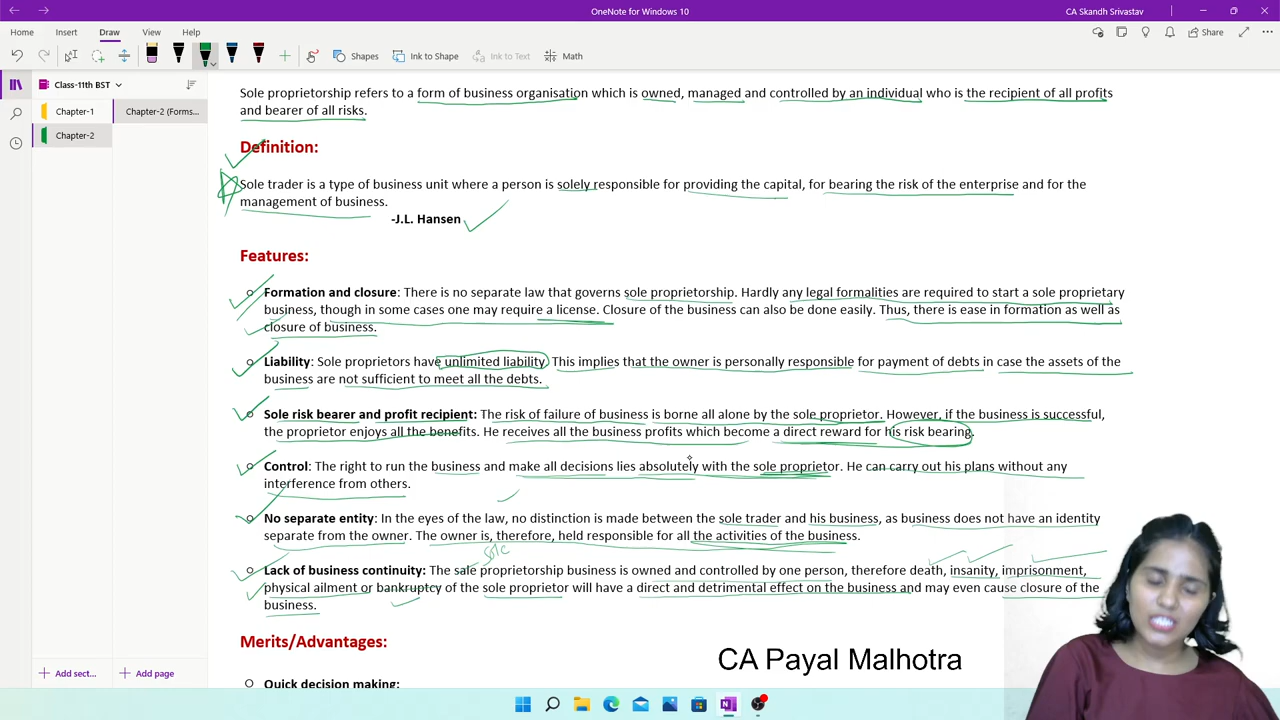 OneNote for Windows 10
CA Skandh Srivastav
Home Insert Draw View Help
Shapes Ink to Shape Ink to Text Math Share
Class-11th BST
Chapter-1
Chapter-2
Chapter-2 (Forms...
Sole proprietorship refers to a form of business organisation which is owned, managed and controlled by an individual who is the recipient of all profits
and bearer of all risks.
Definition:
Sole trader is a type of business unit where a person is solely responsible for providing the capital, for bearing the risk of the enterprise and for the
management of business.
-J.L. Hansen
Features:
Formation and closure: There is no separate law that governs sole proprietorship. Hardly any legal formalities are required to start a sole proprietary
business, though in some cases one may require a license. Closure of the business can also be done easily. Thus, there is ease in formation as well as
closure of business.
Liability: Sole proprietors have unlimited liability. This implies that the owner is personally responsible for payment of debts in case the assets of the
business are not sufficient to meet all the debts.
Sole risk bearer and profit recipient: The risk of failure of business is borne all alone by the sole proprietor. However, if the business is successful,
the proprietor enjoys all the benefits. He receives all the business profits which become a direct reward for his risk bearing.
Control: The right to run the business and make all decisions lies absolutely with the sole proprietor. He can carry out his plans without any
interference from others.
No separate entity: In the eyes of the law, no distinction is made between the sole trader and his business, as business does not have an identity
separate from the owner. The owner is, therefore, held responsible for all the activities of the business.
sole
Lack of business continuity: The sale proprietorship business is owned and controlled by one person, therefore death, insanity, imprisonment,
physical ailment or bankruptcy of the sole proprietor will have a direct and detrimental effect on the business and may even cause closure of the
business.
Merits/Advantages:
Quick decision making:
Add sect...
Add page
CA Payal Malhotra